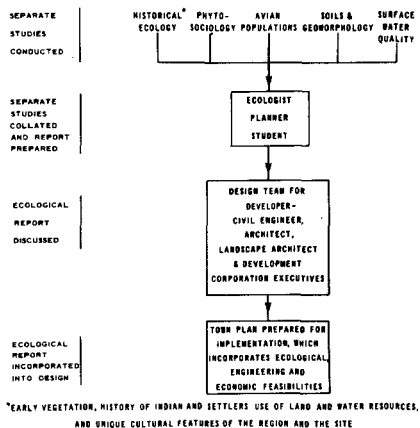 SEPARATE
STUDIES
CONDUCTED
HISTORICAL*
ECOLOGY
PHYTO-
SOCIOLOGY
AVIAN
POPULATIONS
SOILS &
GEOMORPHOLOGY
SURFACE
WATER
QUALITY
SEPARATE
STUDIES
COLLATED
AND REPORT
PREPARED
ECOLOGIST
PLANNER
STUDENT
ECOLOGICAL
REPORT
DISCUSSED
DESIGN TEAM FOR
DEVELOPER-
CIVIL ENGINEER,
ARCHITECT,
LANDSCAPE ARCHITECT
& DEVELOPMENT
CORPORATION EXECUTIVES
ECOLOGICAL
REPORT
INCORPORATED
INTO DESIGN
TOWN PLAN PREPARED FOR
IMPLEMENTATION, WHICH
INCORPORATES ECOLOGICAL,
ENGINEERING AND
ECONOMIC FEASIBILITIES
*EARLY VEGETATION, HISTORY OF INDIAN AND SETTLERS USE OF LAND AND WATER RESOURCES,
AND UNIQUE CULTURAL FEATURES OF THE REGION AND THE SITE